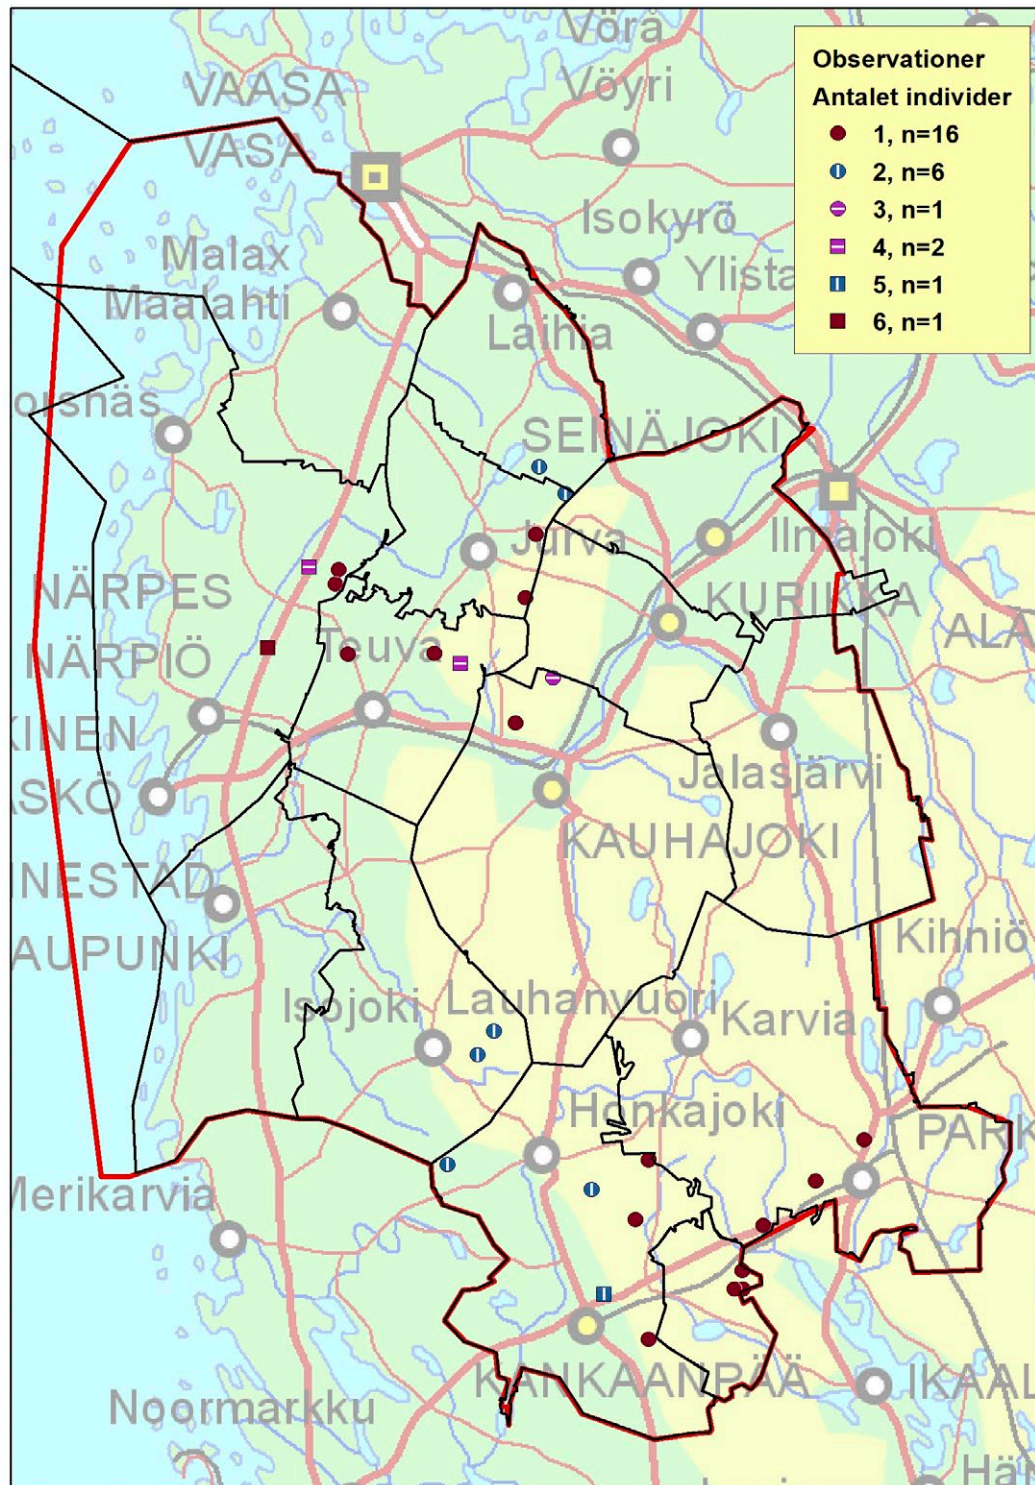 Vörå
Vöyri
VAASA
VASA
Observationer
Antalet individer
1, n=16
2, n=6
3, n=1
4, n=2
5, n=1
6, n=1
Isokyrö
Malax
Maalahti
Ylista
Laihia
orsnäs
SEINÄJOKI
Jurva
Ilmajoki
NÄRPES
KURIKKA
NÄRPIÖ
Teuva
ALA
KINEN
ASKÖ
Jalasjärvi
KAUHAJOKI
INESTAD
AUPUNKI
Kihniö
Isojoki
Lauhanvuori
Karvia
Honkajoki
PARK
Merikarvia
KANKAANPÄÄ
IKAAL
Noormarkku
Hä